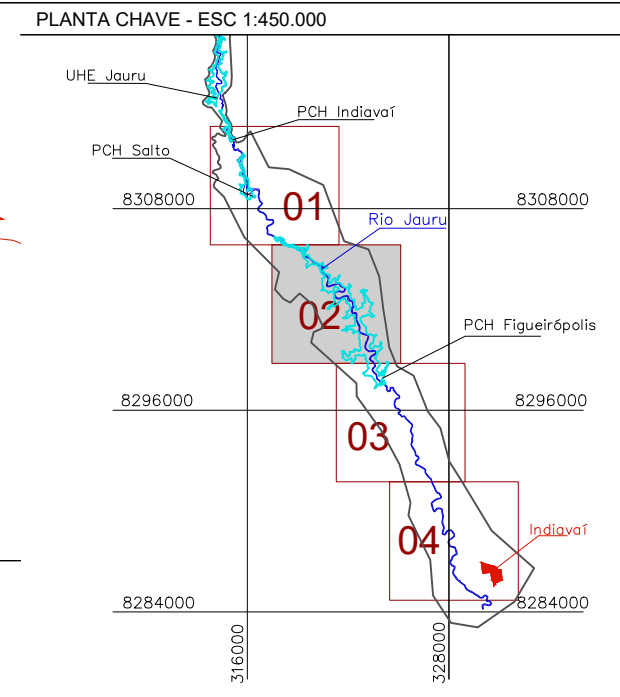 PLANTA CHAVE - ESC 1:450.000
UHE Jauru
PCH Indiavaí
PCH Salto
8308000
8308000
01
Rio Jauru
02
PCH Figueirópolis
8296000
8296000
03
04
Indiavaí
8284000
8284000
316000
328000